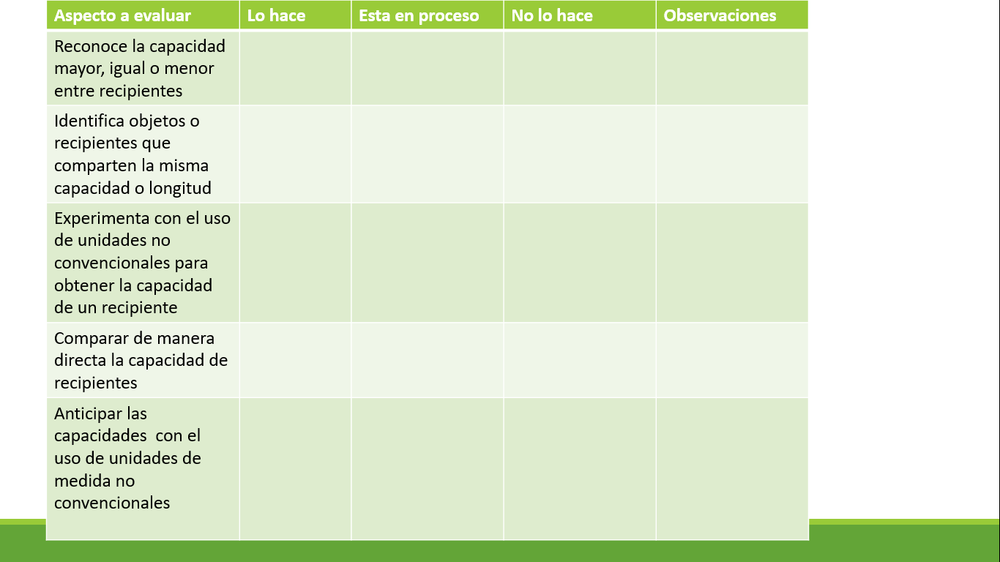 Aspecto a evaluar
Lo hace
Esta en proceso
No lo hace
Observaciones
Reconoce la capacidad
mayor, igual o menor
entre recipientes
Identifica objetos o
recipientes que
comparten la misma
capacidad o longitud
Experimenta con el uso
de unidades no
convencionales para
obtener la capacidad
de un recipiente
Comparar de manera
directa la capacidad de
recipientes
Anticipar las
capacidades  con el
uso de unidades de
medida no
convencionales